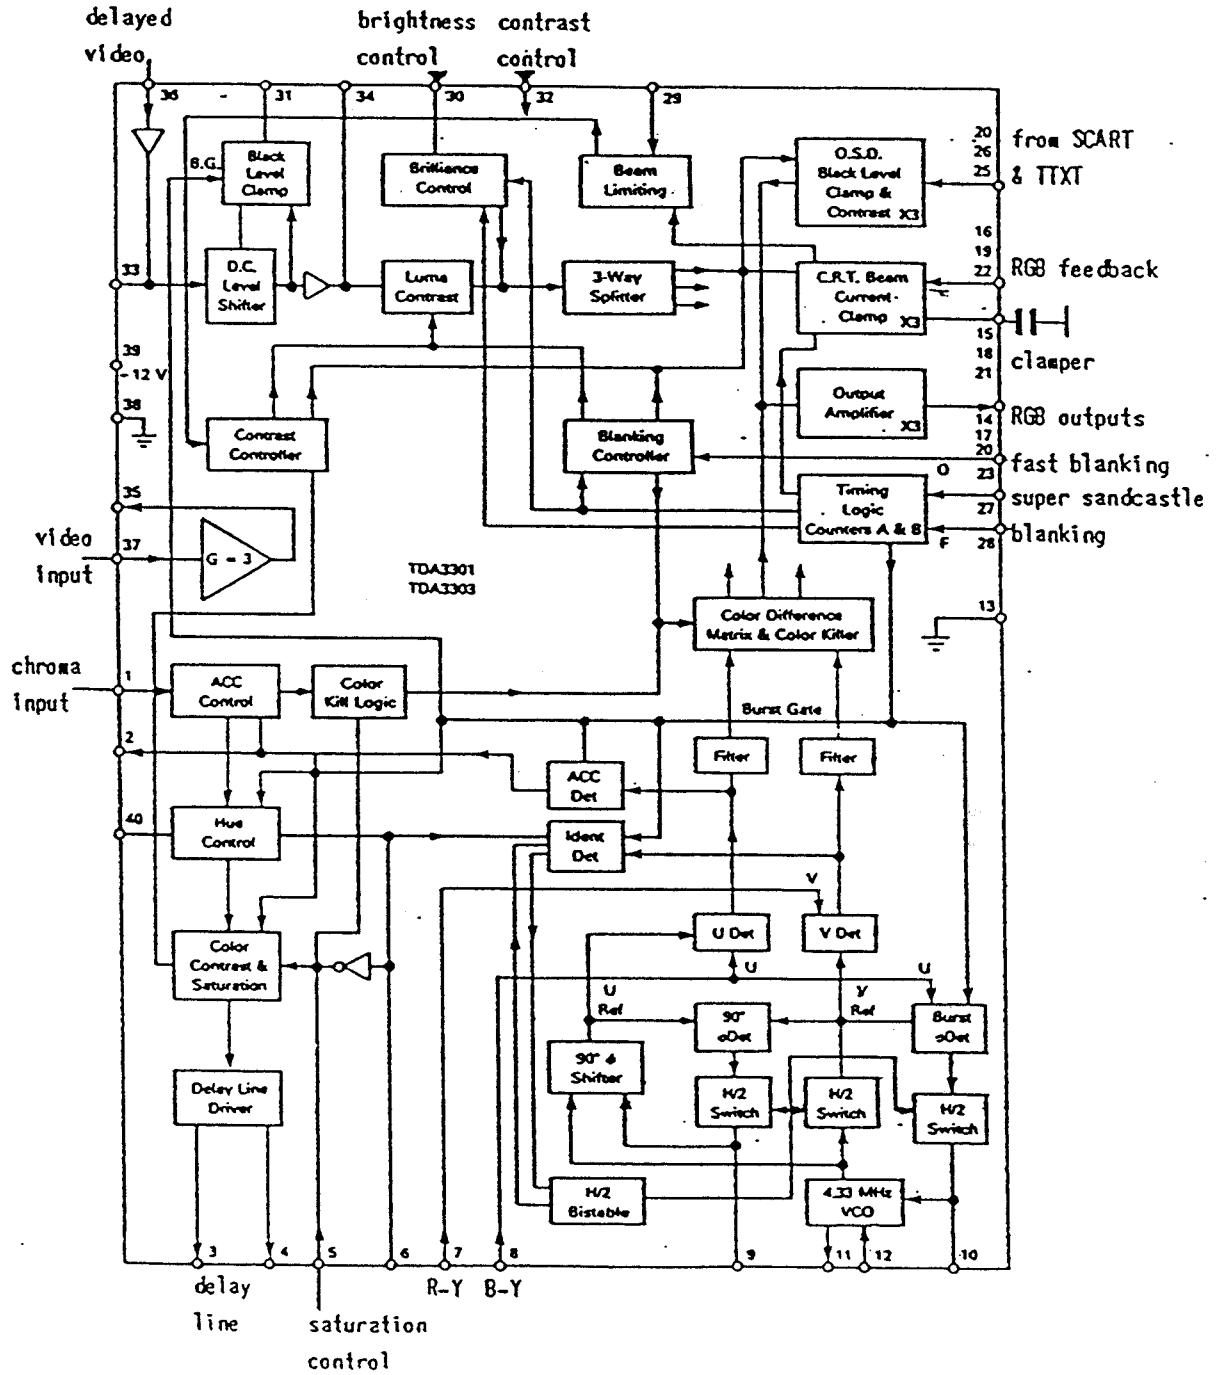 delayed
video
brightness
control
contrast
control
36
31
34
30
32
29
B.G.
Black
Level
Clamp
Brilliance
Control
Beam
Limiting
O.S.D.
Black Level
Clamp &
Contrast X3
20
26
25
from SCART
& TTXT
33
D.C.
Level
Shifter
Luma
Contrast
3-Way
Splitter
C.R.T. Beam
Current
Clamp
X3
16
19
22
RGB feedback
15
18
21
clamper
39
-12 V
38
Contrast
Controller
Blanking
Controller
Output
Amplifier
X3
14
17
20
RGB outputs
fast blanking
35
37
video
input
G = 3
Timing
Logic
Counters A & B
O
F
23
27
28
super sandcastle
blanking
TDA3301
TDA3303
Color Difference
Matrix & Color Killer
13
chroma
input
1
ACC
Control
Color
Kill Logic
Burst Gate
2
ACC
Det
Filter
Filter
40
Hue
Control
Ident
Det
V
Color
Contrast &
Saturation
U Det
V Det
U
U
U
Ref
V
Ref
90°
øDet
Burst
øDet
90° ϕ
Shifter
Delay Line
Driver
H/2
Switch
H/2
Switch
H/2
Switch
H/2
Bistable
4.33 MHz
VCO
3
4
5
6
7
8
9
11
12
10
delay
line
R-Y
B-Y
saturation
control